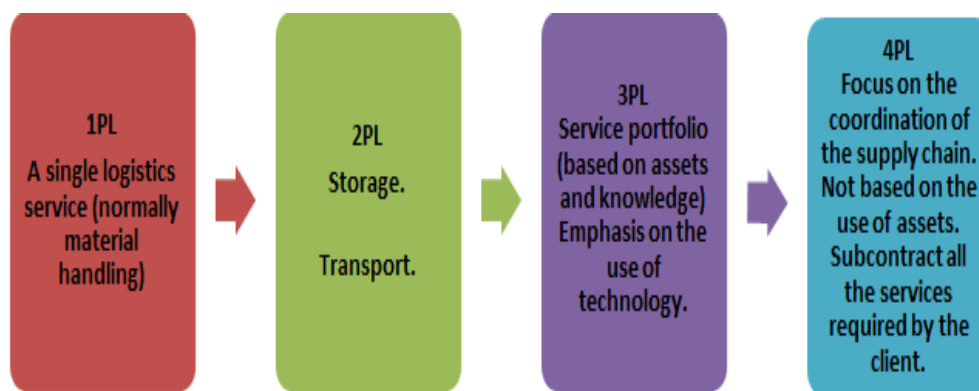 1PL
A single logistics
service (normally
material
handling)
2PL
Storage.
Transport.
3PL
Service portfolio
(based on assets
and knowledge)
Emphasis on the
use of
technology.
4PL
Focus on the
coordination of
the supply chain.
Not based on the
use of assets.
Subcontract all
the services
required by the
client.